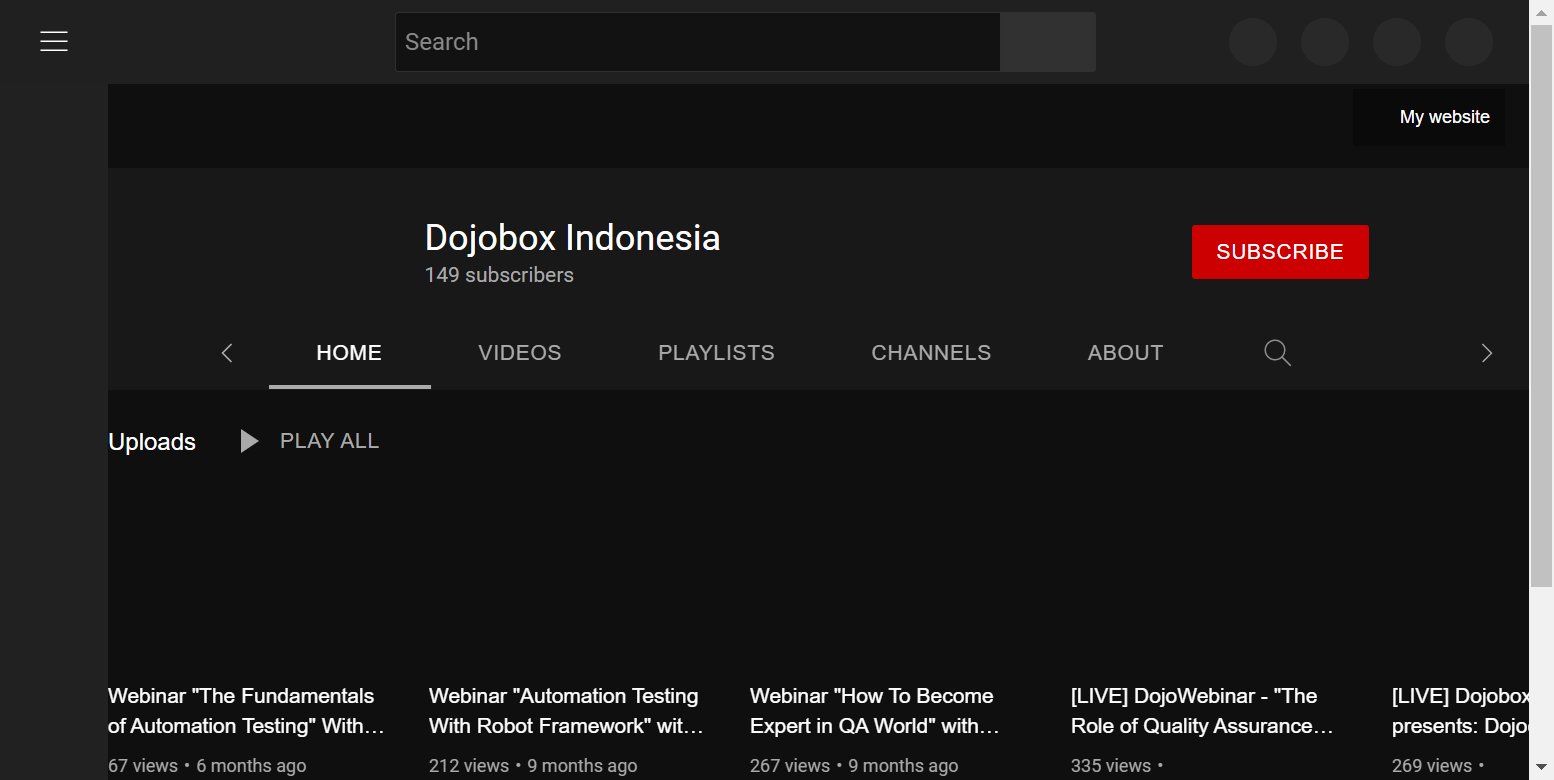 Search
My website
Dojobox Indonesia
149 subscribers
SUBSCRIBE
HOME VIDEOS PLAYLISTS CHANNELS ABOUT
Uploads PLAY ALL
Webinar "The Fundamentals
of Automation Testing" With...
67 views • 6 months ago
Webinar "Automation Testing
With Robot Framework" wit...
212 views • 9 months ago
Webinar "How To Become
Expert in QA World" with...
267 views • 9 months ago
[LIVE] DojoWebinar - "The
Role of Quality Assurance...
335 views •
[LIVE] Dojobox
presents: Dojo
269 views •